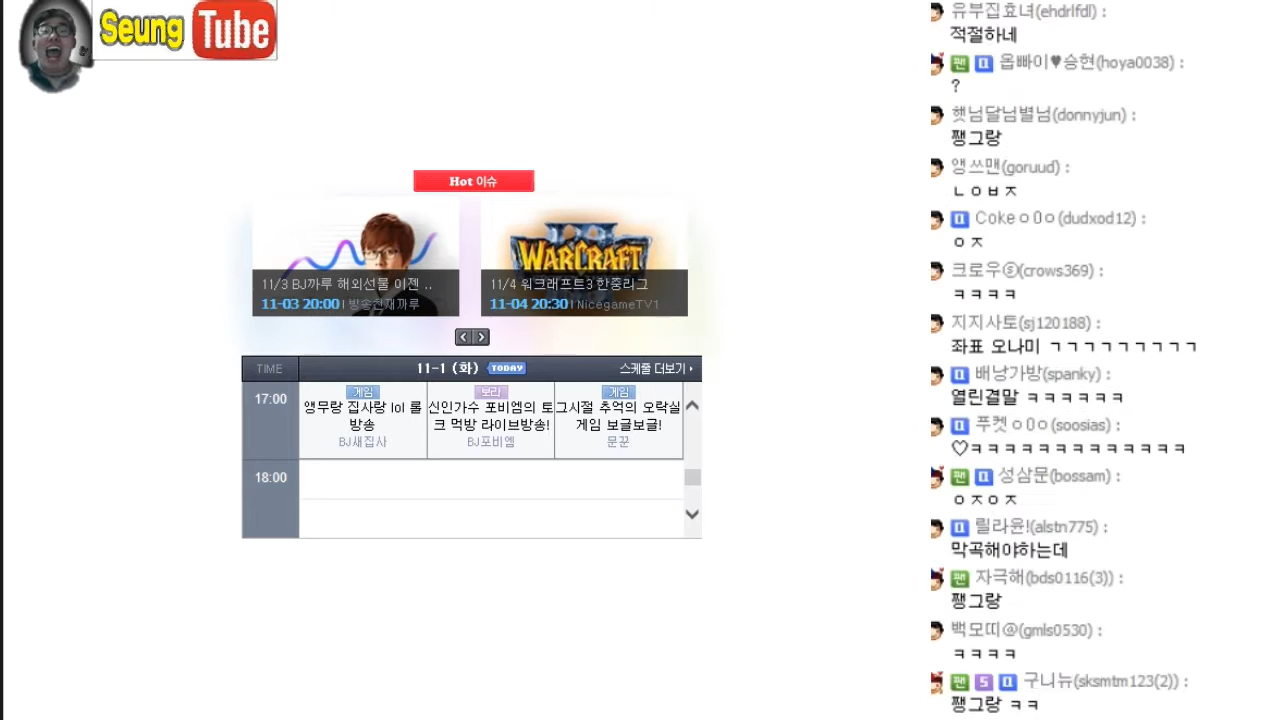 Seung Tube
Hot 이슈
11/3 BJ까루 해외선물 이젠 ..
11-03 20:00 | 방송천재까루
WARCRAFT
11/4 워크래프트3 한중리그
11-04 20:30 | NicegameTV1
TIME
11-1 (화) TODAY
스케줄 더보기
17:00
게임
앵무랑 집사랑 lol 롤
방송
BJ새집사
토크
신인가수 포비엠의 토
크 먹방 라이브방송!
BJ포비엠
게임
그시절 추억의 오락실
게임 보글보글!
문꾼
18:00
유부집효녀(ehdrlfdl) :
적절하네
팬 옵빠이♥승현(hoya0038) :
?
햇님달님별님(donnyjun) :
쨍그랑
앵쓰맨(goruud) :
ㄴㅇㅂㅈ
Cokeㅇ0ㅇ(dudxod12) :
ㅇㅈ
크로우ⓢ(crows369) :
ㅋㅋㅋㅋ
지지사토(sj120188) :
좌표 오나미 ㄱㄱㄱㄱㄱㄱㄱㄱㄱ
배낭가방(spanky) :
열린결말 ㅋㅋㅋㅋㅋㅋ
푸켓ㅇ0ㅇ(soosias) :
♡ㅋㅋㅋㅋㅋㅋㅋㅋㅋㅋㅋㅋㅋ
팬 성삼문(bossam) :
ㅇㅈㅇㅈ
릴라윤!(alstn775) :
막곡해야하는데
팬 자극해(bds0116(3)) :
쨍그랑
백모띠@(gmls0530) :
ㅋㅋㅋㅋ
팬 S 구니뉴(sksmtm123(2)) :
쨍그랑 ㅋㅋ